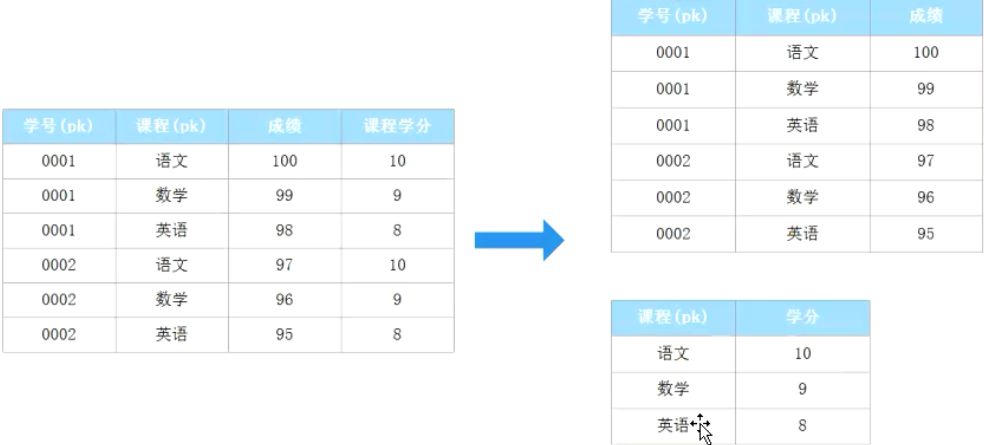 学号(pk) 课程(pk) 成绩 课程学分
0001 语文 100 10
0001 数学 99 9
0001 英语 98 8
0002 语文 97 10
0002 数学 96 9
0002 英语 95 8
学号(pk) 课程(pk) 成绩
0001 语文 100
0001 数学 99
0001 英语 98
0002 语文 97
0002 数学 96
0002 英语 95
课程(pk) 学分
语文 10
数学 9
英语 8